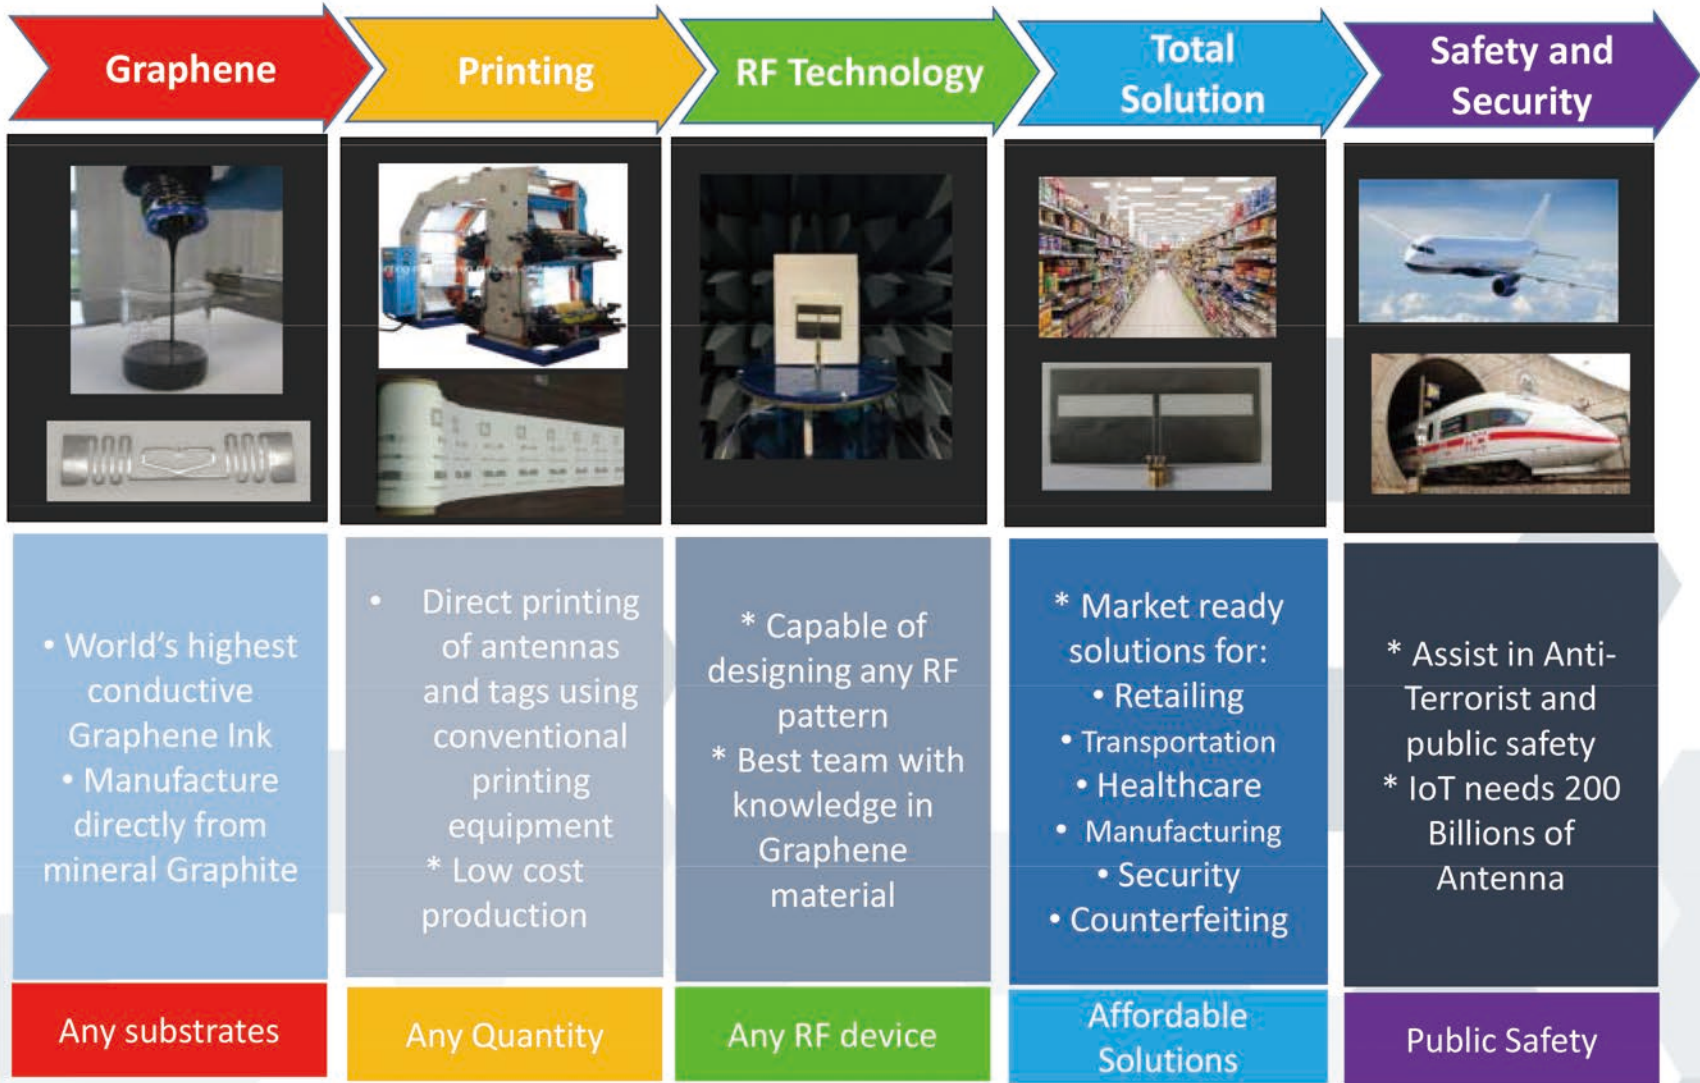 Graphene
Printing
RF Technology
Total
Solution
Safety and
Security
• World's highest
conductive
Graphene Ink
• Manufacture
directly from
mineral Graphite
• Direct printing
of antennas
and tags using
conventional
printing
equipment
* Low cost
production
* Capable of
designing any RF
pattern
* Best team with
knowledge in
Graphene
material
* Market ready
solutions for:
• Retailing
• Transportation
• Healthcare
• Manufacturing
• Security
• Counterfeiting
* Assist in Anti-
Terrorist and
public safety
* IoT needs 200
Billions of
Antenna
Any substrates
Any Quantity
Any RF device
Affordable
Solutions
Public Safety